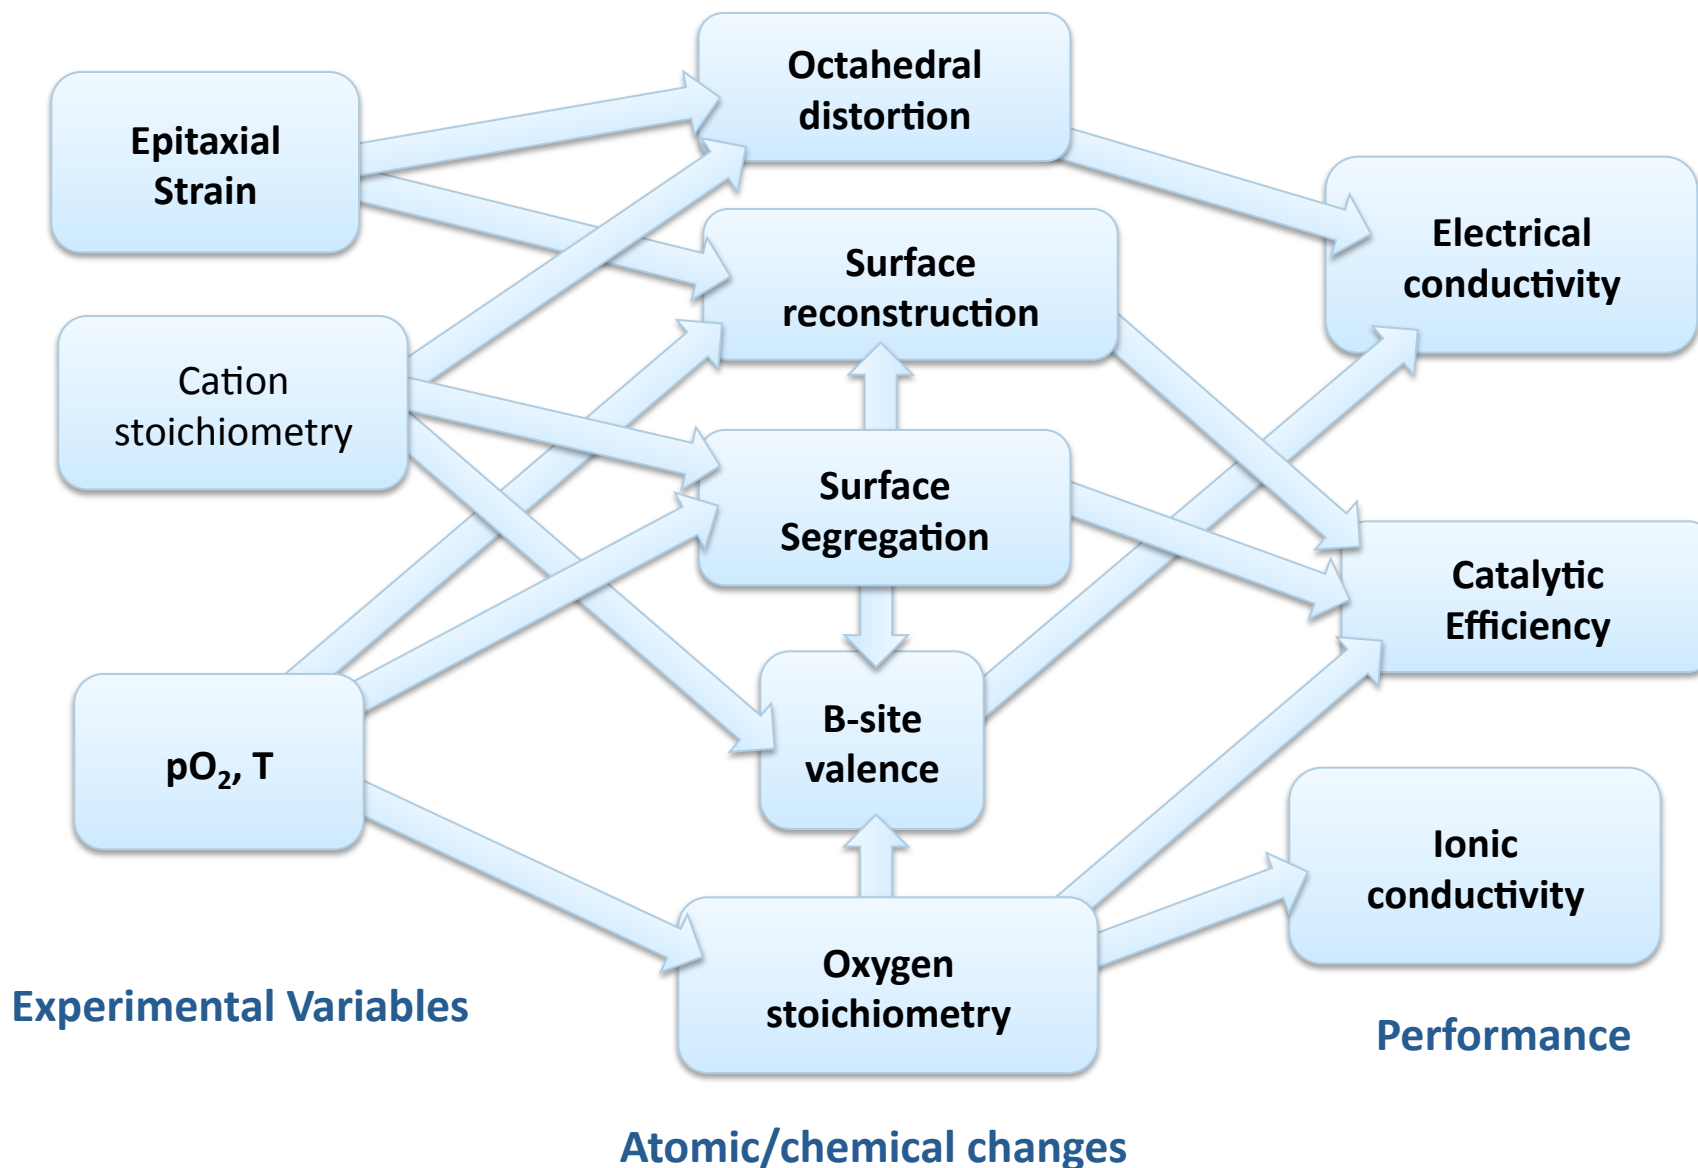 Epitaxial
Strain
Cation
stoichiometry
pO₂, T
Experimental Variables
Octahedral
distortion
Surface
reconstruction
Surface
Segregation
B-site
valence
Oxygen
stoichiometry
Atomic/chemical changes
Electrical
conductivity
Catalytic
Efficiency
Ionic
conductivity
Performance